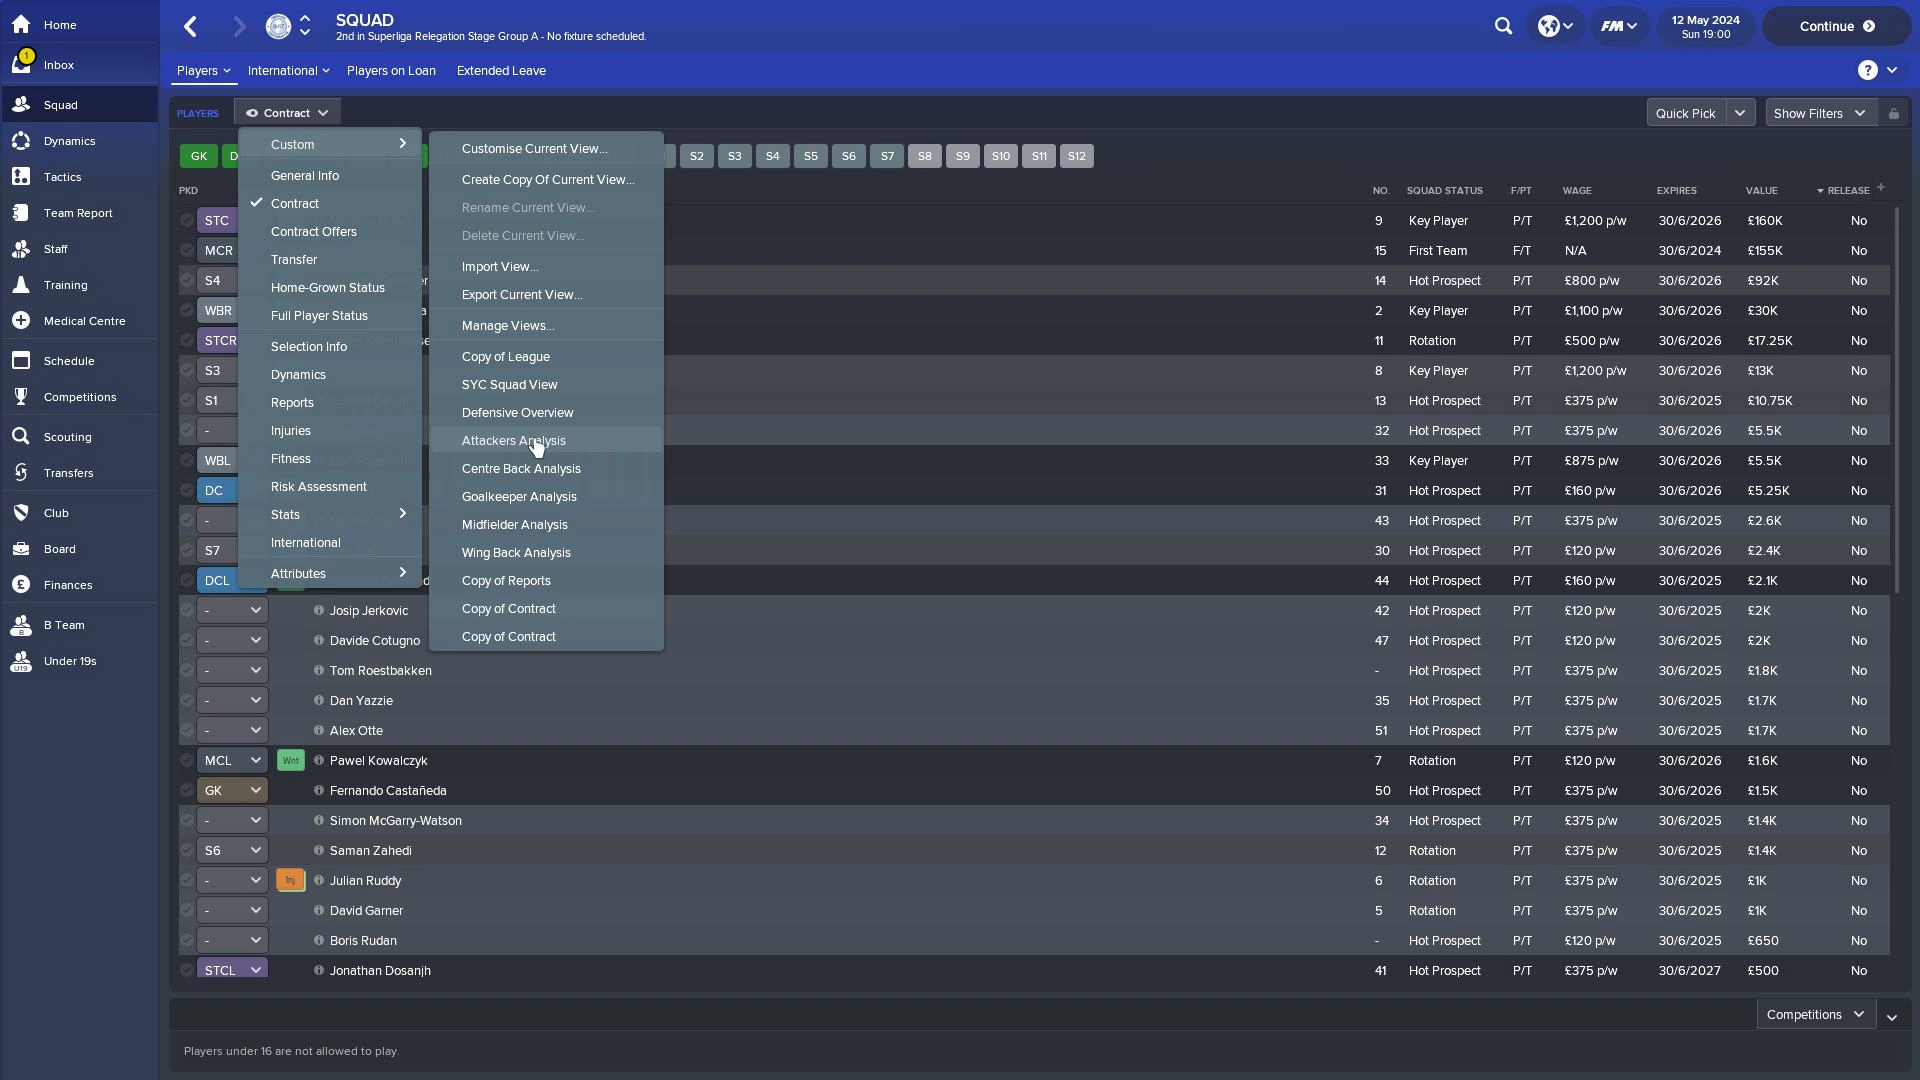 Home
Inbox
1
Squad
Dynamics
Tactics
Team Report
Staff
Training
Medical Centre
Schedule
Competitions
Scouting
Transfers
Club
Board
Finances
B Team
Under 19s
SQUAD
2nd in Superliga Relegation Stage Group A - No fixture scheduled.
FM
12 May 2024
Sun 19:00
Continue
Players
International
Players on Loan
Extended Leave
?
PLAYERS
Contract
Quick Pick
Show Filters
GK
S2 S3 S4 S5 S6 S7 S8 S9 S10 S11 S12
Custom
General Info
Contract
Contract Offers
Transfer
Home-Grown Status
Full Player Status
Selection Info
Dynamics
Reports
Injuries
Fitness
Risk Assessment
Stats
International
Attributes
Customise Current View...
Create Copy Of Current View...
Rename Current View...
Delete Current View...
Import View...
Export Current View...
Manage Views...
Copy of League
SYC Squad View
Defensive Overview
Attackers Analysis
Centre Back Analysis
Goalkeeper Analysis
Midfielder Analysis
Wing Back Analysis
Copy of Reports
Copy of Contract
Copy of Contract
PKD NO. SQUAD STATUS F/PT WAGE EXPIRES VALUE RELEASE +
STC 9 Key Player P/T £1,200 p/w 30/6/2026 £160K No
MCR 15 First Team F/T N/A 30/6/2024 £155K No
S4 14 Hot Prospect P/T £800 p/w 30/6/2026 £92K No
WBR 2 Key Player P/T £1,100 p/w 30/6/2026 £30K No
STCR 11 Rotation P/T £500 p/w 30/6/2026 £17.25K No
S3 8 Key Player P/T £1,200 p/w 30/6/2026 £13K No
S1 13 Hot Prospect P/T £375 p/w 30/6/2026 £10.75K No
- 32 Hot Prospect P/T £375 p/w 30/6/2026 £5.5K No
WBL 33 Key Player P/T £875 p/w 30/6/2026 £5.5K No
DC 31 Hot Prospect P/T £160 p/w 30/6/2026 £5.25K No
- 43 Hot Prospect P/T £375 p/w 30/6/2025 £2.6K No
S7 30 Hot Prospect P/T £120 p/w 30/6/2026 £2.4K No
DCL 44 Hot Prospect P/T £160 p/w 30/6/2026 £2.1K No
- Josip Jerkovic 42 Hot Prospect P/T £120 p/w 30/6/2025 £2K No
- Davide Cotugno 47 Hot Prospect P/T £120 p/w 30/6/2025 £2K No
- Tom Roestbakken - Hot Prospect P/T £375 p/w 30/6/2025 £1.8K No
- Dan Yazzie 35 Hot Prospect P/T £375 p/w 30/6/2025 £1.7K No
- Alex Otte 51 Hot Prospect P/T £375 p/w 30/6/2025 £1.7K No
MCL Wnt Pawel Kowalczyk 7 Rotation P/T £120 p/w 30/6/2026 £1.6K No
GK Fernando Castañeda 50 Hot Prospect P/T £375 p/w 30/6/2026 £1.5K No
- Simon McGarry-Watson 34 Hot Prospect P/T £375 p/w 30/6/2025 £1.4K No
S6 Saman Zahedi 12 Rotation P/T £375 p/w 30/6/2025 £1.4K No
- Inj Julian Ruddy 6 Rotation P/T £375 p/w 30/6/2025 £1K No
- David Garner 5 Rotation P/T £375 p/w 30/6/2025 £1K No
- Boris Rudan - Hot Prospect P/T £120 p/w 30/6/2025 £650 No
STCL Jonathan Dosanjh 41 Hot Prospect P/T £375 p/w 30/6/2027 £500 No
Competitions
Players under 16 are not allowed to play.